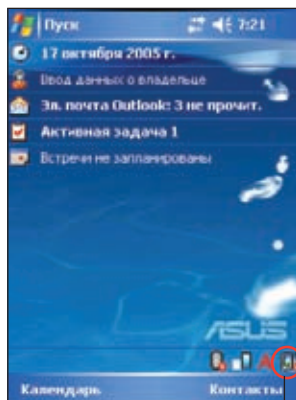 Пуск 7:21
17 октября 2005 г.
Ввод данных о владельце
Эл. почта Outlook: 3 не прочит.
Активная задача 1
Встречи не запланированы
ASUS
A
Календарь Контакты